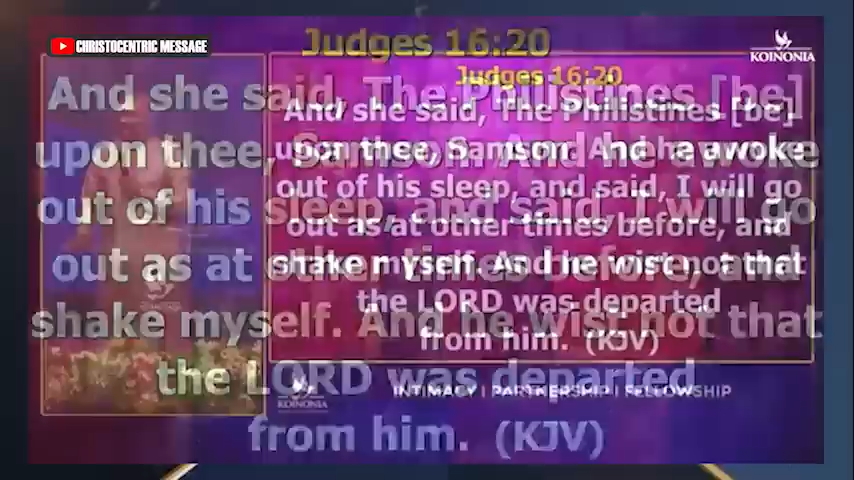 CHRISTOCENTRIC MESSAGE
KOINONIA
Judges 16:20
And she said, The Philistines [be]
upon thee, Samson. And he awoke
out of his sleep, and said, I will go
out as at other times before, and
shake myself. And he wist not that
the LORD was departed
from him. (KJV)
Judges 16:20
And she said, The Philistines [be]
upon thee, Samson. And he awoke
out of his sleep, and said, I will go
out as at other times before, and
shake myself. And he wist not that
the LORD was departed
from him. (KJV)
KOINONIA
INTIMACY | PARTNERSHIP | FELLOWSHIP